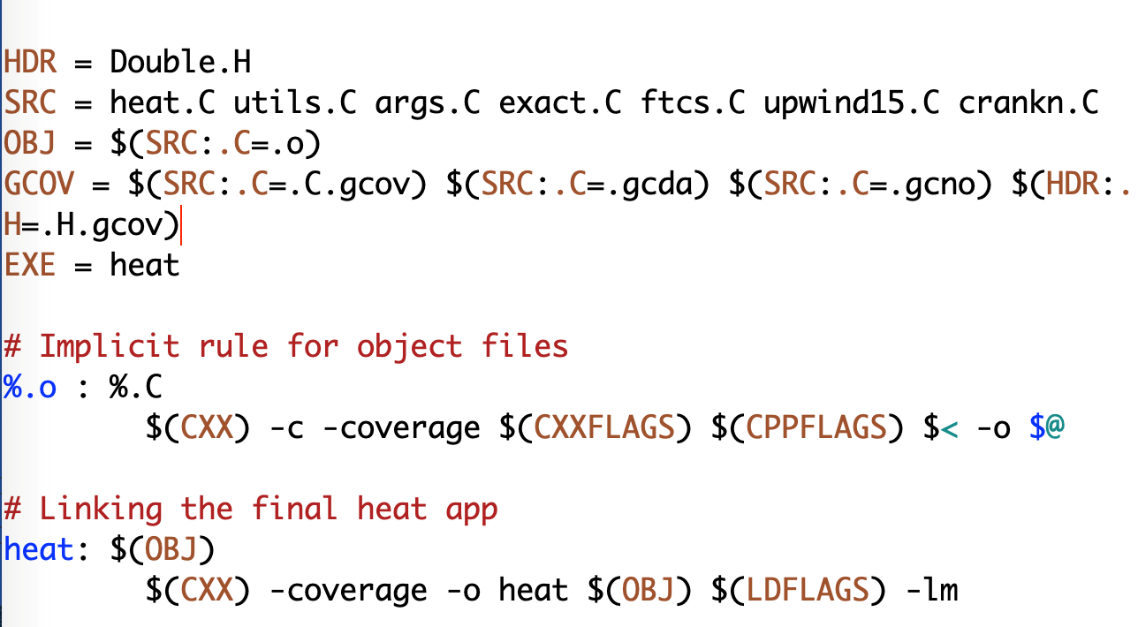 HDR = Double.H
SRC = heat.C utils.C args.C exact.C ftcs.C upwind15.C crankn.C
OBJ = $(SRC:.C=.o)
GCOV = $(SRC:.C=.C.gcov) $(SRC:.C=.gcda) $(SRC:.C=.gcno) $(HDR:.
H=.H.gcov)
EXE = heat
# Implicit rule for object files
%.o : %.C
$(CXX) -c -coverage $(CXXFLAGS) $(CPPFLAGS) $< -o $@
# Linking the final heat app
heat: $(OBJ)
$(CXX) -coverage -o heat $(OBJ) $(LDFLAGS) -lm